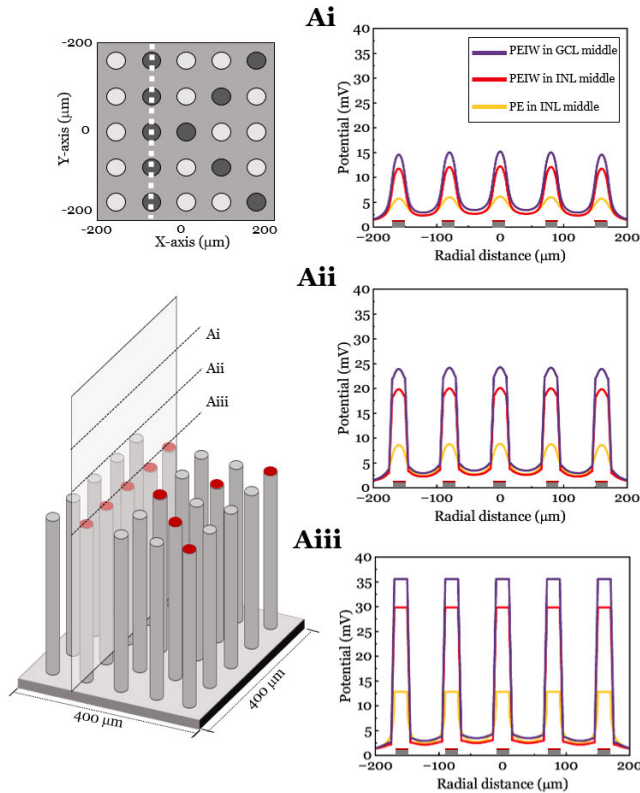 Ai
-200
0
-200
Y-axis (μm)
-200
0
200
X-axis (μm)
40
35
30
25
20
15
10
5
0
Potential (mV)
PEIW in GCL middle
PEIW in INL middle
PE in INL middle
−200
−100
0
100
200
Radial distance (μm)
Aii
Ai
Aii
Aiii
40
35
30
25
20
15
10
5
0
Potential (mV)
−200
−100
0
100
200
Radial distance (μm)
Aiii
400 μm
400 μm
40
35
30
25
20
15
10
5
0
Potential (mV)
−200
−100
0
100
200
Radial distance (μm)